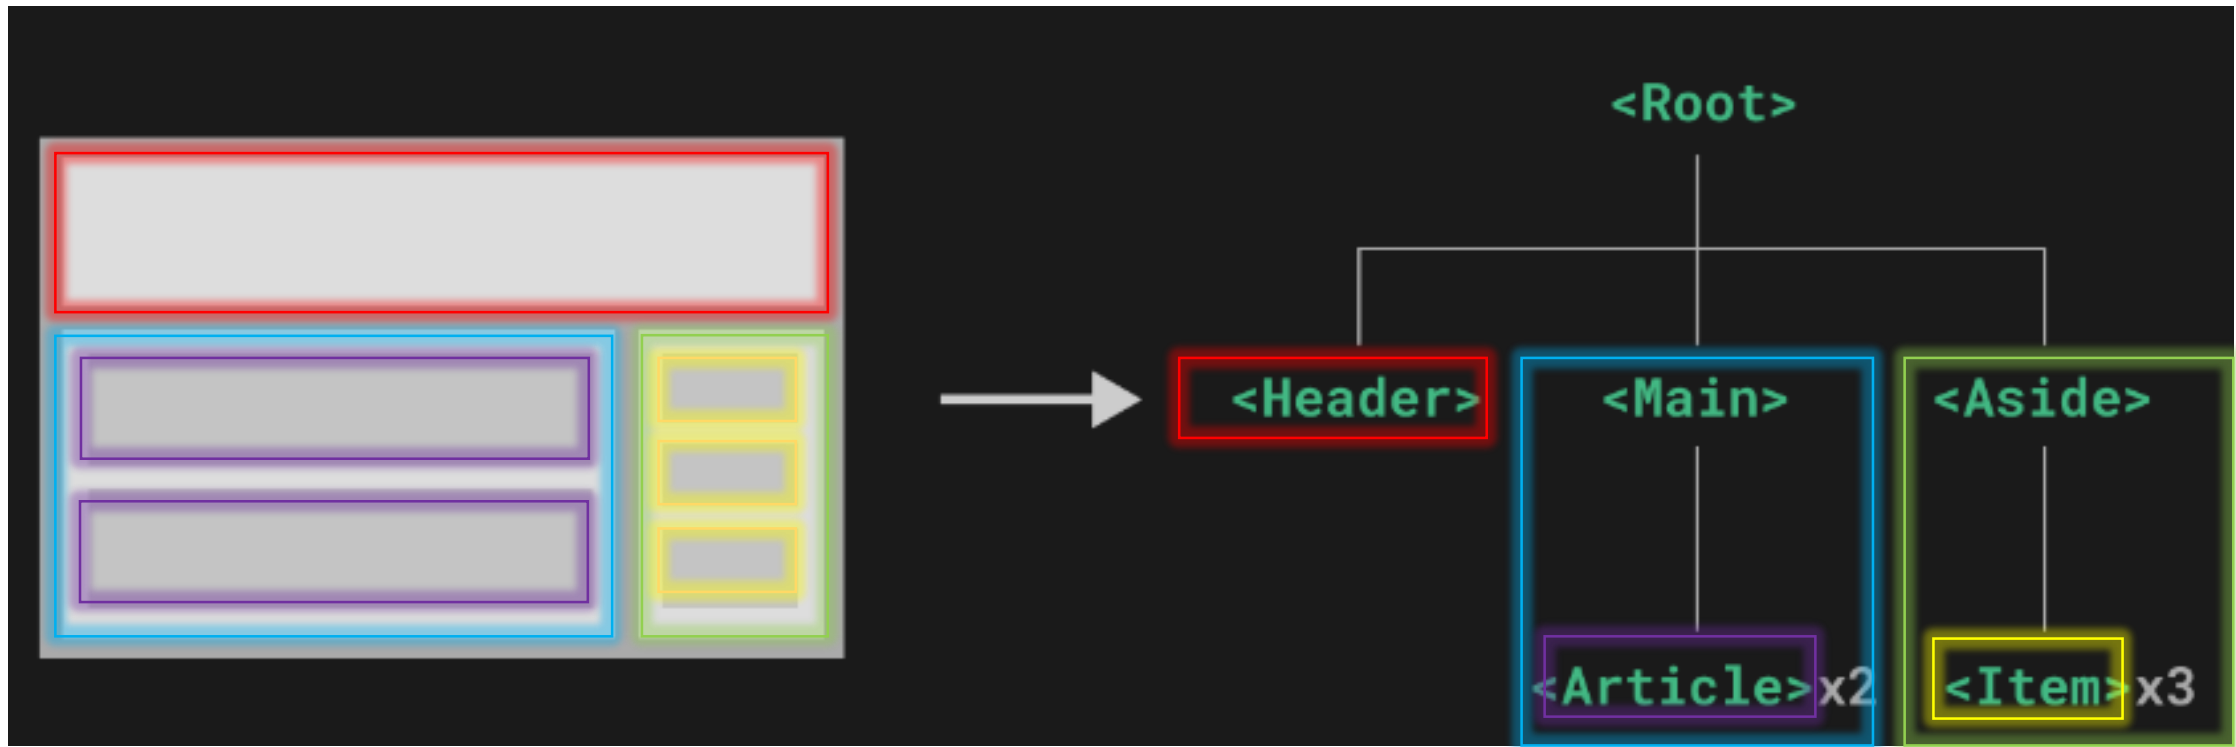 <Root>
<Header> <Main> <Aside>
<Article>x2 <Item>x3